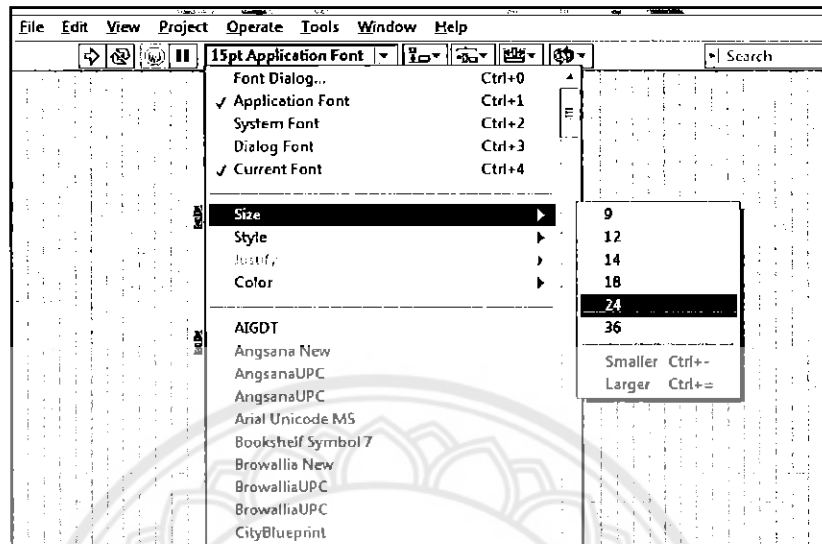 File Edit View Project Operate Tools Window Help
15pt Application Font Search
Font Dialog... Ctrl+0
✓ Application Font Ctrl+1
System Font Ctrl+2
Dialog Font Ctrl+3
✓ Current Font Ctrl+4
Size
Style
Justify
Color
9
12
14
18
24
36
Smaller Ctrl+-
Larger Ctrl+=
AIGDT
Angsana New
AngsanaUPC
AngsanaUPC
Arial Unicode MS
Bookshelf Symbol 7
Browallia New
BrowalliaUPC
BrowalliaUPC
CityBlueprint